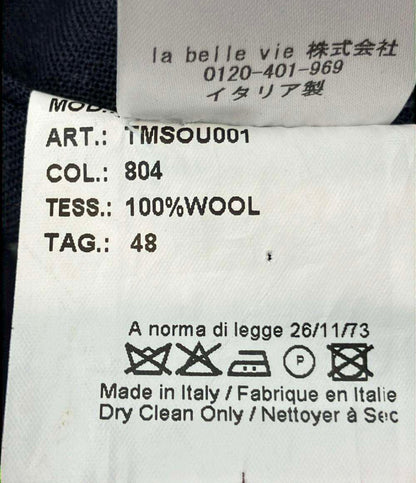 la belle vie 株式会社
0120-401-969
イタリア製
MOD.
ART.: TMSOU001
COL.: 804
TESS.: 100%WOOL
TAG.: 48
A norma di legge 26/11/73
P
Made in Italy / Fabrique en Italie
Dry Clean Only / Nettoyer à Sec